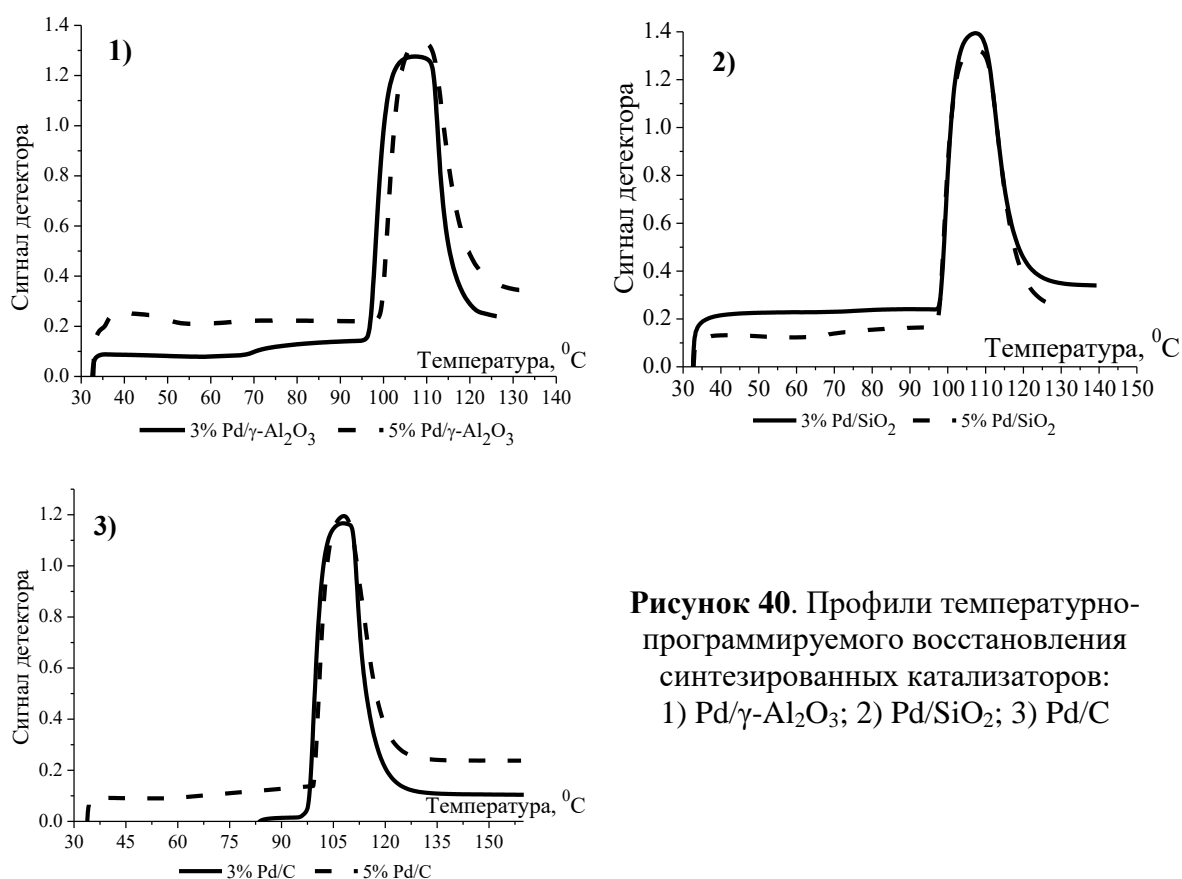 1)
1.4
1.2
1.0
0.8
0.6
0.4
0.2
0.0
Сигнал детектора
Температура, ⁰C
30 40 50 60 70 80 90 100 110 120 130 140
3% Pd/γ-Al₂O₃ 5% Pd/γ-Al₂O₃
2)
1.4
1.2
1.0
0.8
0.6
0.4
0.2
0.0
Сигнал детектора
Температура, ⁰C
30 40 50 60 70 80 90 100 110 120 130 140 150
3% Pd/SiO₂ 5% Pd/SiO₂
3)
1.2
1.0
0.8
0.6
0.4
0.2
0.0
Сигнал детектора
Температура, ⁰C
30 45 60 75 90 105 120 135 150
3% Pd/C 5% Pd/C
Рисунок 40. Профили температурно-
программируемого восстановления
синтезированных катализаторов:
1) Pd/γ-Al₂O₃; 2) Pd/SiO₂; 3) Pd/C